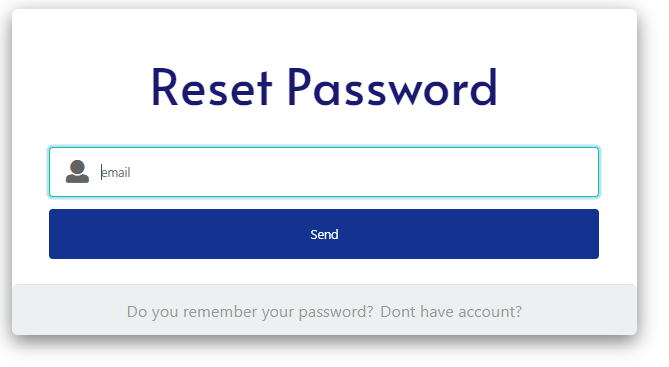 Reset Password
email
Send
Do you remember your password? Dont have account?